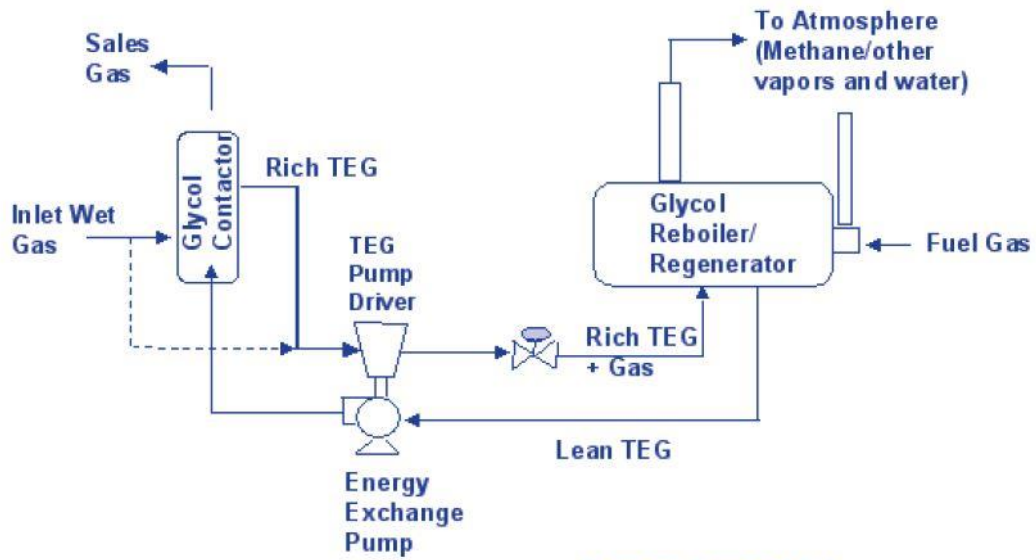 To Atmosphere
(Methane/other
vapors and water)
Sales
Gas
Glycol
Contactor
Rich TEG
Inlet Wet
Gas
Glycol
Reboiler/
Regenerator
Fuel Gas
TEG
Pump
Driver
Rich TEG
+ Gas
Lean TEG
Energy
Exchange
Pump